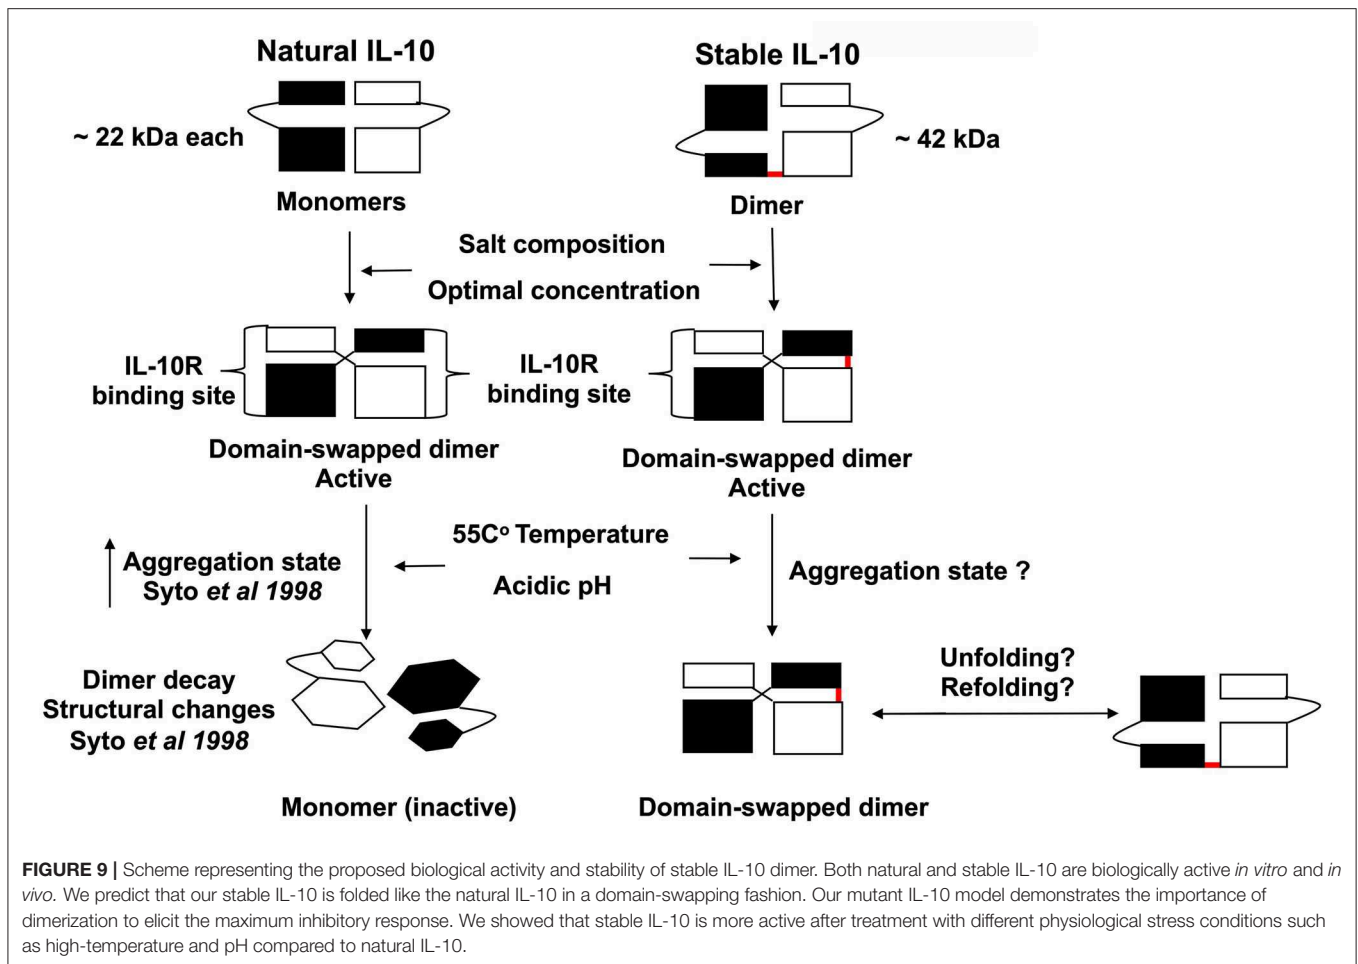 Natural IL-10
Stable IL-10
~ 22 kDa each
~ 42 kDa
Monomers
Dimer
Salt composition
Optimal concentration
IL-10R
binding site
IL-10R
binding site
Domain-swapped dimer
Active
Domain-swapped dimer
Active
55Cº Temperature
Acidic pH
Aggregation state
Syto et al 1998
Aggregation state ?
Dimer decay
Structural changes
Syto et al 1998
Unfolding?
Refolding?
Monomer (inactive)
Domain-swapped dimer
FIGURE 9 | Scheme representing the proposed biological activity and stability of stable IL-10 dimer. Both natural and stable IL-10 are biologically active in vitro and in
vivo. We predict that our stable IL-10 is folded like the natural IL-10 in a domain-swapping fashion. Our mutant IL-10 model demonstrates the importance of
dimerization to elicit the maximum inhibitory response. We showed that stable IL-10 is more active after treatment with different physiological stress conditions such
as high-temperature and pH compared to natural IL-10.